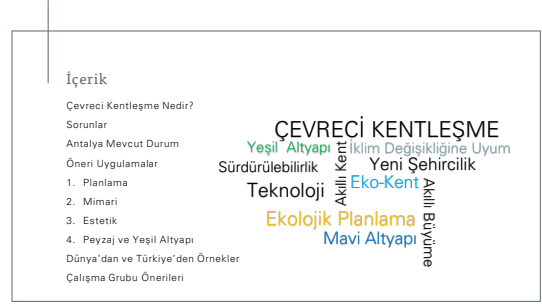 İçerik
Çevreci Kentleşme Nedir?
Sorunlar
Antalya Mevcut Durum
Öneri Uygulamalar
1. Planlama
2. Mimari
3. Estetik
4. Peyzaj ve Yeşil Altyapı
Dünya'dan ve Türkiye'den Örnekler
Çalışma Grubu Önerileri
ÇEVRECİ KENTLEŞME
Yeşil Altyapı
İklim Değişikliğine Uyum
Sürdürülebilirlik
Akıllı Kent
Yeni Şehircilik
Teknoloji
Eko-Kent
Akıllı Büyüme
Ekolojik Planlama
Mavi Altyapı